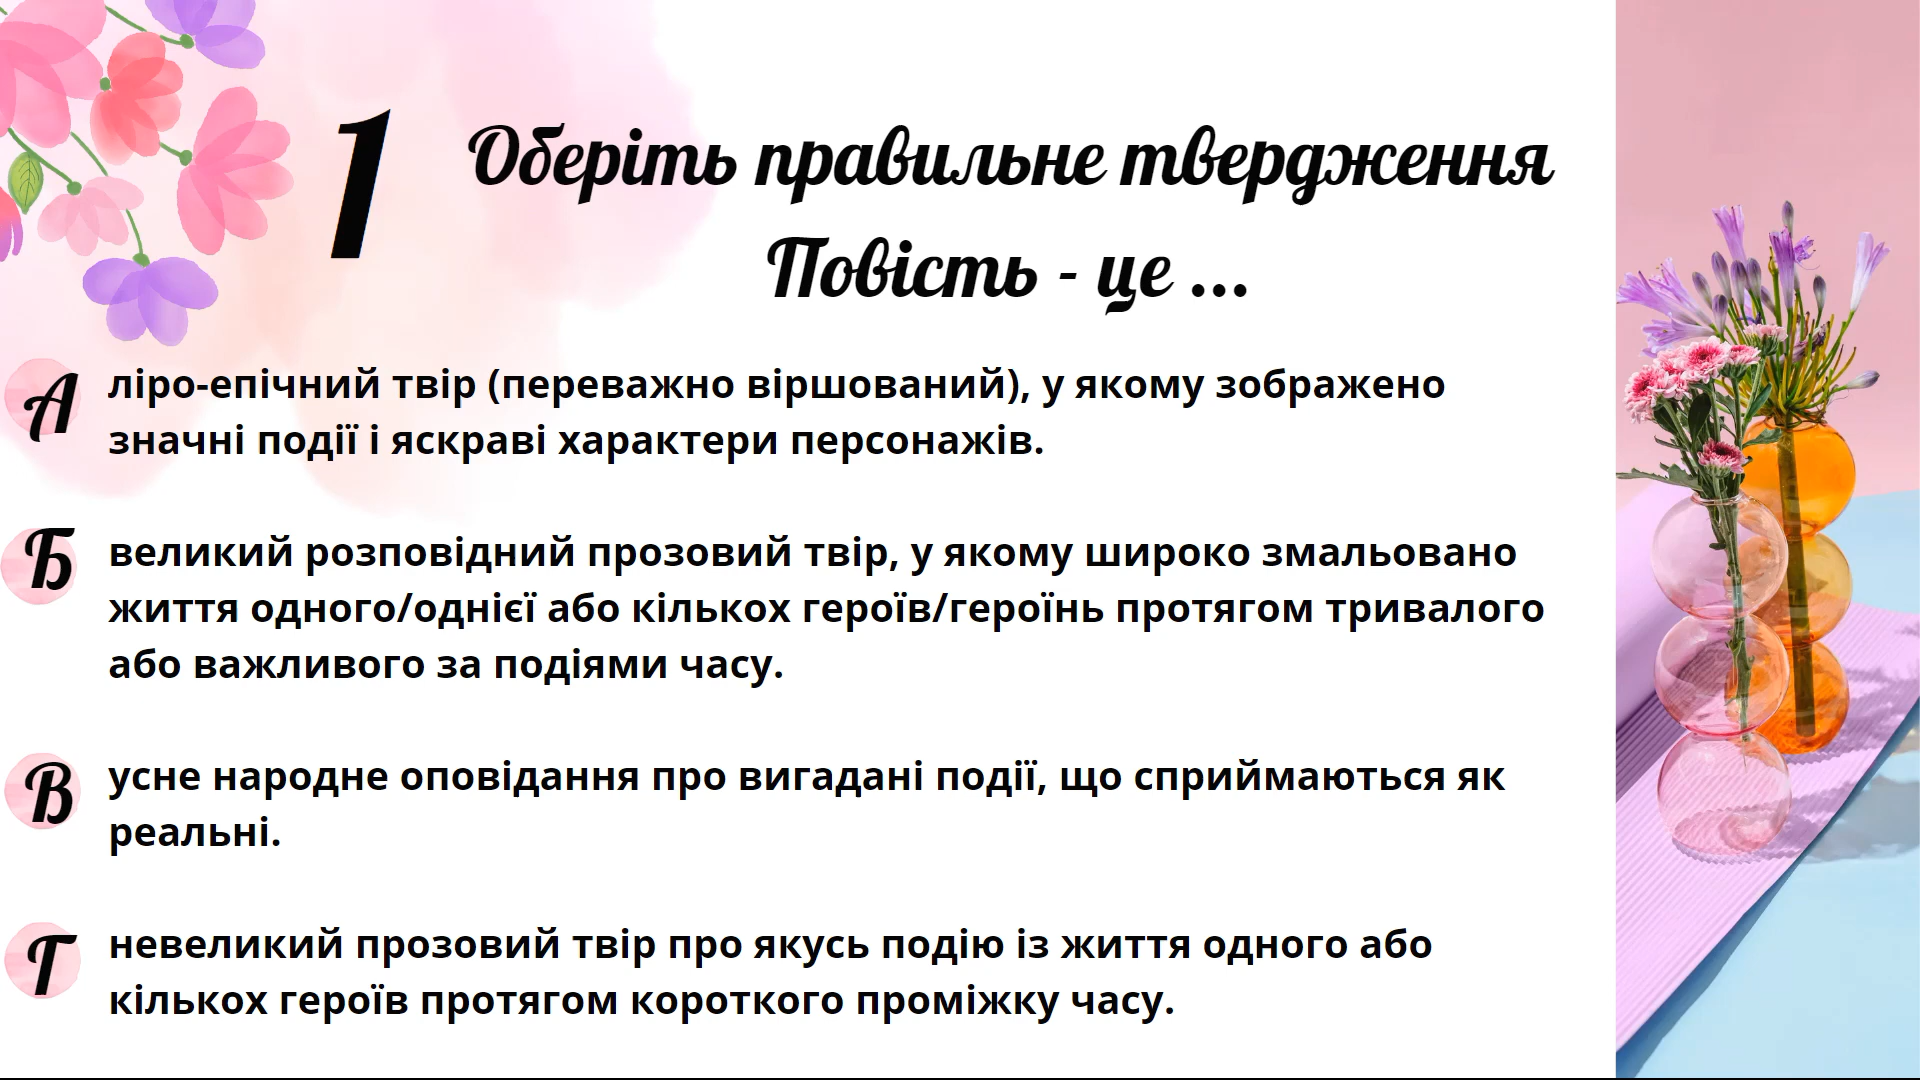 1
Оберіть правильне твердження
Повість - це ...
А
ліро-епічний твір (переважно віршований), у якому зображено
значні події і яскраві характери персонажів.
Б
великий розповідний прозовий твір, у якому широко змальовано
життя одного/однієї або кількох героїв/героїнь протягом тривалого
або важливого за подіями часу.
В
усне народне оповідання про вигадані події, що сприймаються як
реальні.
Г
невеликий прозовий твір про якусь подію із життя одного або
кількох героїв протягом короткого проміжку часу.